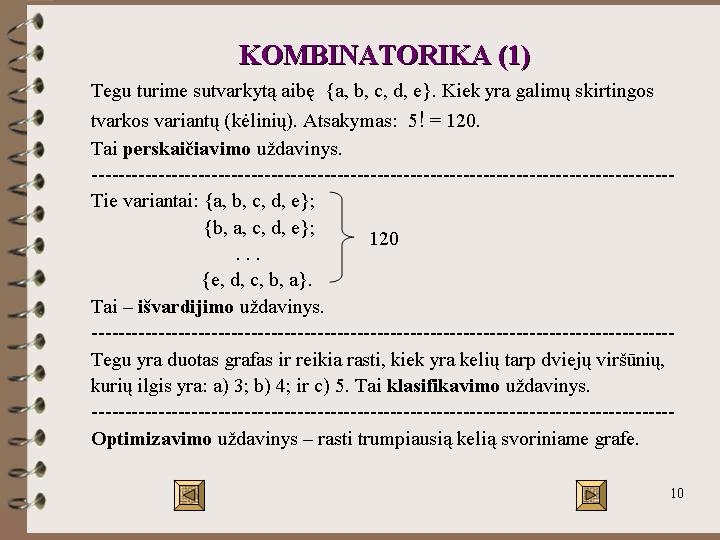 KOMBINATORIKA (1)
Tegu turime sutvarkytą aibę {a, b, c, d, e}. Kiek yra galimų skirtingos
tvarkos variantų (kėlinių). Atsakymas: 5! = 120.
Tai perskaičiavimo uždavinys.
---------------------------------------------------------------------------------------
Tie variantai: {a, b, c, d, e};
{b, a, c, d, e};
120
. . .
{e, d, c, b, a}.
Tai – išvardijimo uždavinys.
---------------------------------------------------------------------------------------
Tegu yra duotas grafas ir reikia rasti, kiek yra kelių tarp dviejų viršūnių,
kurių ilgis yra: a) 3; b) 4; ir c) 5. Tai klasifikavimo uždavinys.
---------------------------------------------------------------------------------------
Optimizavimo uždavinys – rasti trumpiausią kelią svoriniame grafe.
10